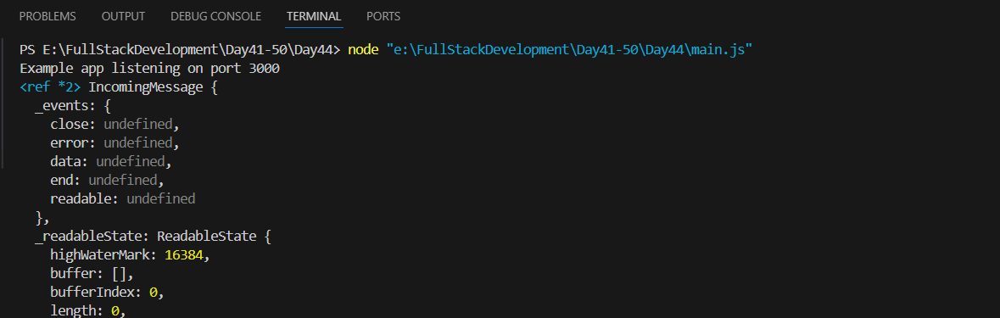 PROBLEMS OUTPUT DEBUG CONSOLE TERMINAL PORTS
PS E:\FullStackDevelopment\Day41-50\Day44> node "e:\FullStackDevelopment\Day41-50\Day44\main.js"
Example app listening on port 3000
<ref *2> IncomingMessage {
  _events: {
    close: undefined,
    error: undefined,
    data: undefined,
    end: undefined,
    readable: undefined
  },
  _readableState: ReadableState {
    highWaterMark: 16384,
    buffer: [],
    bufferIndex: 0,
    length: 0,